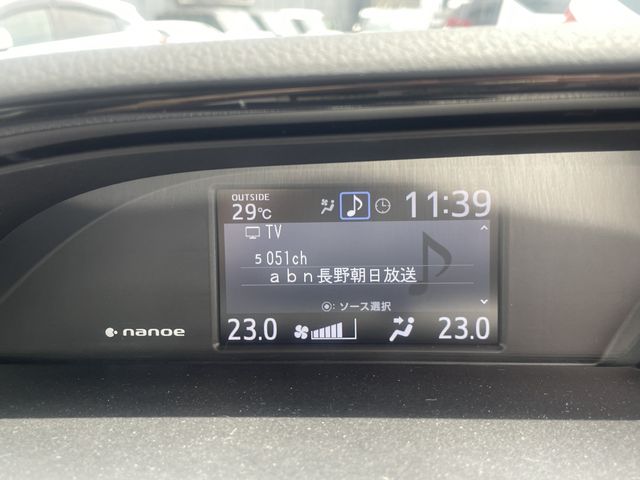 OUTSIDE
29℃
11:39
TV
5 051ch
abn長野朝日放送
◉: ソース選択
nanoe
23.0
23.0